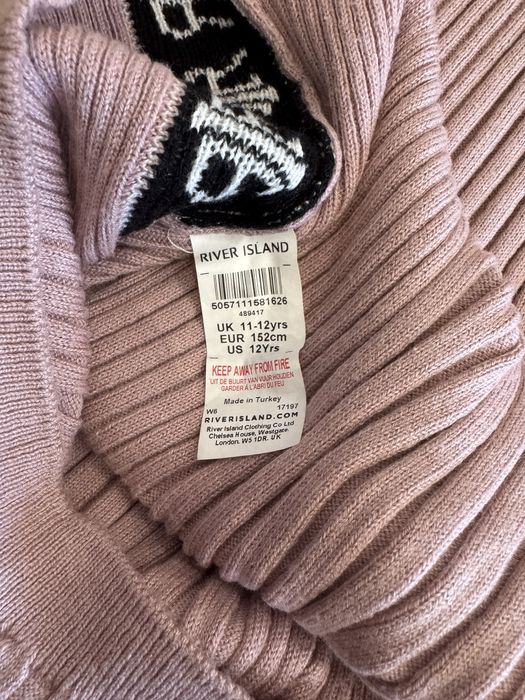 RIVER ISLAND
5057111581626
489417
UK 11-12yrs
EUR 152cm
US 12Yrs
KEEP AWAY FROM FIRE
UIT DE BUURT VAN VUUR HOUDEN
GARDER À L'ABRI DU FEU
Made in Turkey
W6 17197
RIVERISLAND.COM
River Island Clothing Co Ltd
Chelsea House, Westgate,
London. W5 1DR. UK